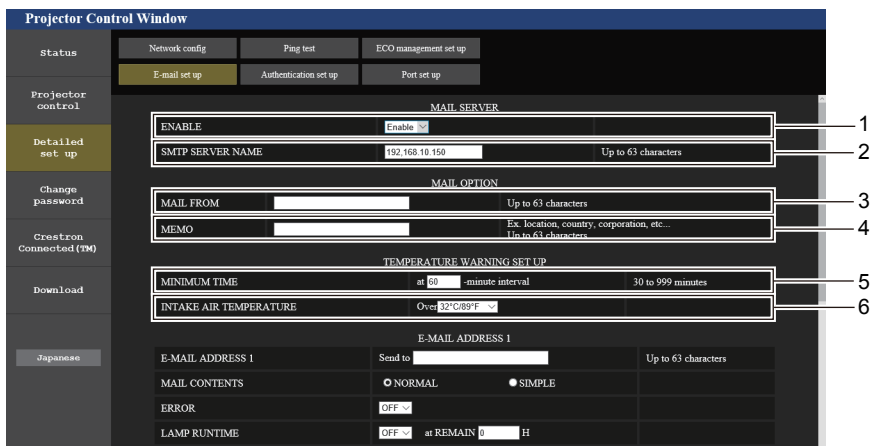 Projector Control Window
Status
Network config Ping test ECO management set up
E-mail set up Authentication set up Port set up
Projector
control
Detailed
set up
Change
password
Crestron
Connected(TM)
Download
Japanese
MAIL SERVER
ENABLE Enable 1
SMTP SERVER NAME 192.168.10.150 Up to 63 characters 2
MAIL OPTION
MAIL FROM Up to 63 characters 3
MEMO Ex. location, country, corporation, etc... 4
Up to 63 characters
TEMPERATURE WARNING SET UP
MINIMUM TIME at 60 -minute interval 30 to 999 minutes 5
INTAKE AIR TEMPERATURE Over 32°C/89°F 6
E-MAIL ADDRESS 1
E-MAIL ADDRESS 1 Send to Up to 63 characters
MAIL CONTENTS NORMAL SIMPLE
ERROR OFF
LAMP RUNTIME OFF at REMAIN 0 H